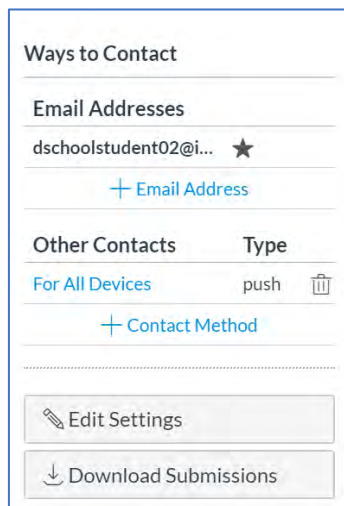 Ways to Contact
Email Addresses
dschoolstudent02@i... ★
+ Email Address
Other Contacts Type
For All Devices push
+ Contact Method
Edit Settings
Download Submissions